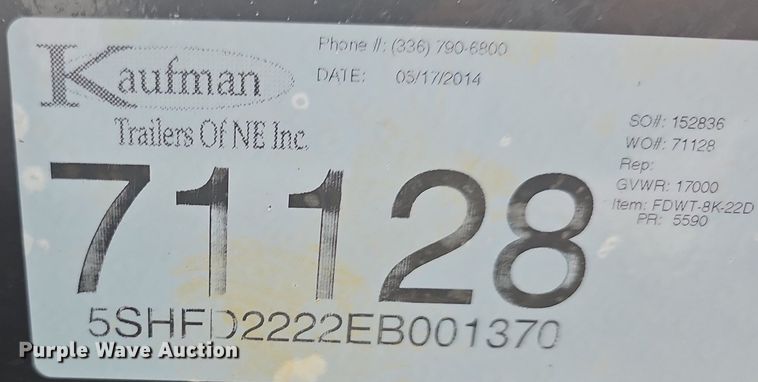 Kaufman
Trailers Of NE Inc.
Phone #: (336) 790-6800
DATE: 03/17/2014
SO#: 152836
WO#: 71128
Rep:
GVWR: 17000
Item: FDWT-8K-22D
PR: 5590
71128
5SHFD2222EB001370
Purple Wave Auction